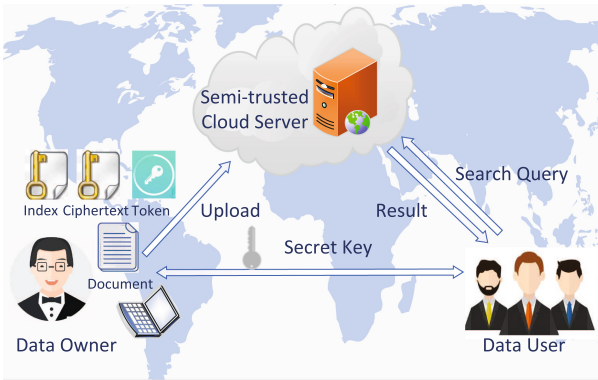 Semi-trusted
Cloud Server
Search Query
Index Ciphertext Token
Upload
Result
Secret Key
Document
Data Owner
Data User